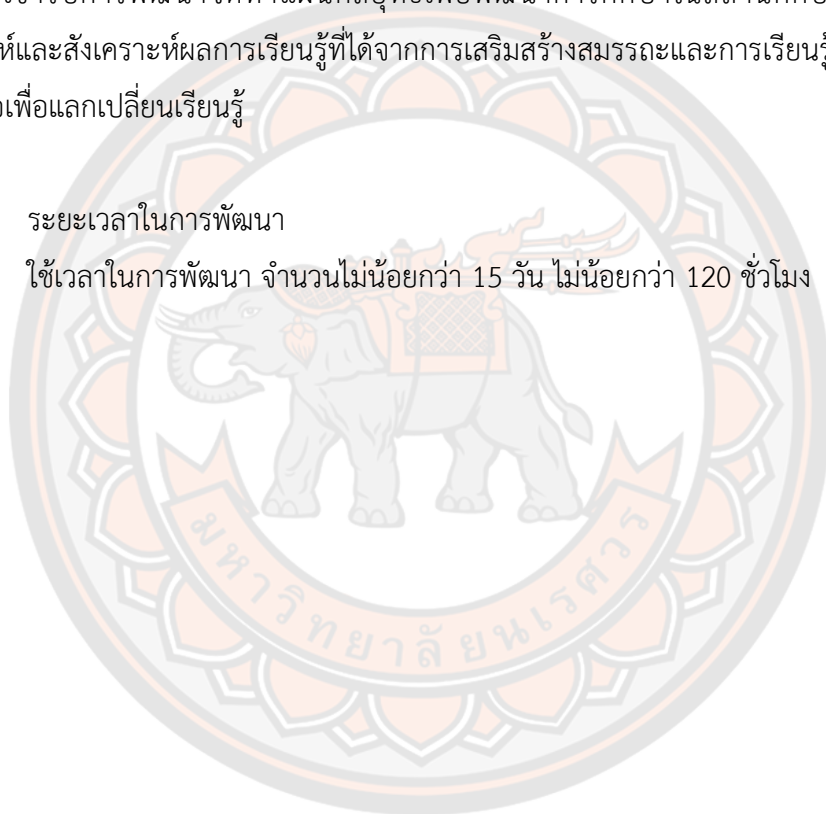 ห์และสังเคราะห์ผลการเรียนรู้ที่ได้จากการเสริมสร้างสมรรถะและการเรียนรู้
เพื่อแลกเปลี่ยนเรียนรู้
ระยะเวลาในการพัฒนา
ใช้เวลาในการพัฒนา จำนวนไม่น้อยกว่า 15 วัน ไม่น้อยกว่า 120 ชั่วโมง
มหาวิทยาลัยนเรศวร